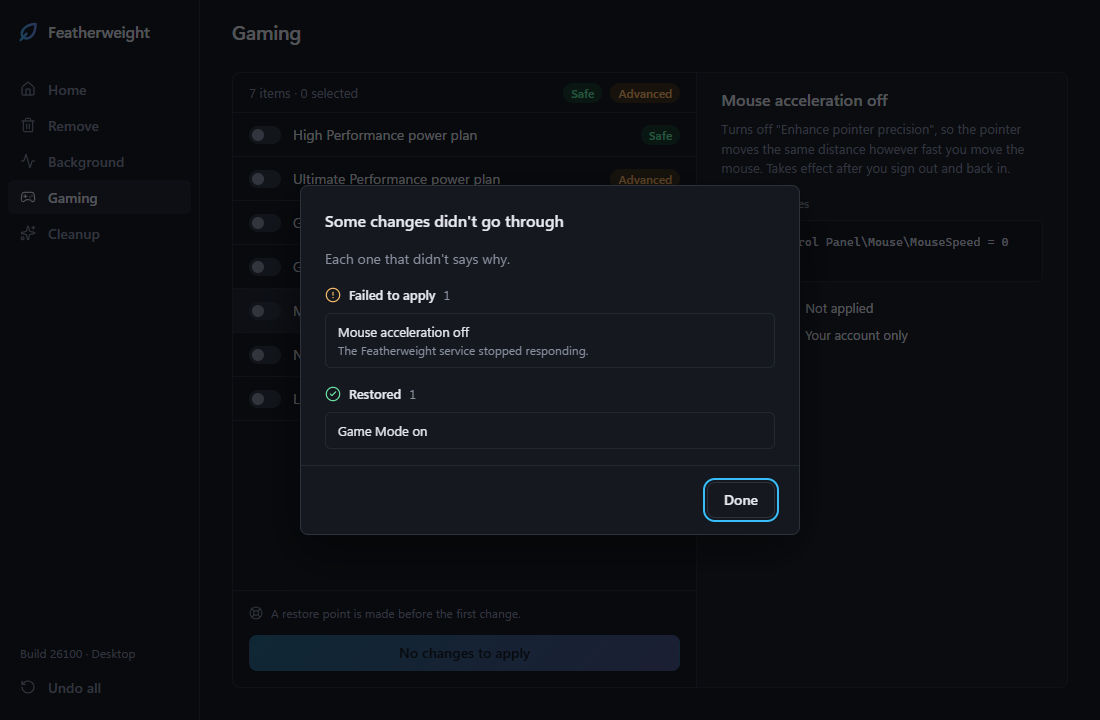 Featherweight
Home
Remove
Background
Gaming
Cleanup
Build 26100 · Desktop
Undo all
Gaming
7 items · 0 selected
Safe
Advanced
High Performance power plan
Safe
Ultimate Performance power plan
Advanced
Mouse acceleration off
Turns off "Enhance pointer precision", so the pointer
moves the same distance however fast you move the
mouse. Takes effect after you sign out and back in.
Panel\Mouse\MouseSpeed = 0
Not applied
Your account only
Some changes didn't go through
Each one that didn't says why.
Failed to apply 1
Mouse acceleration off
The Featherweight service stopped responding.
Restored 1
Game Mode on
Done
A restore point is made before the first change.
No changes to apply